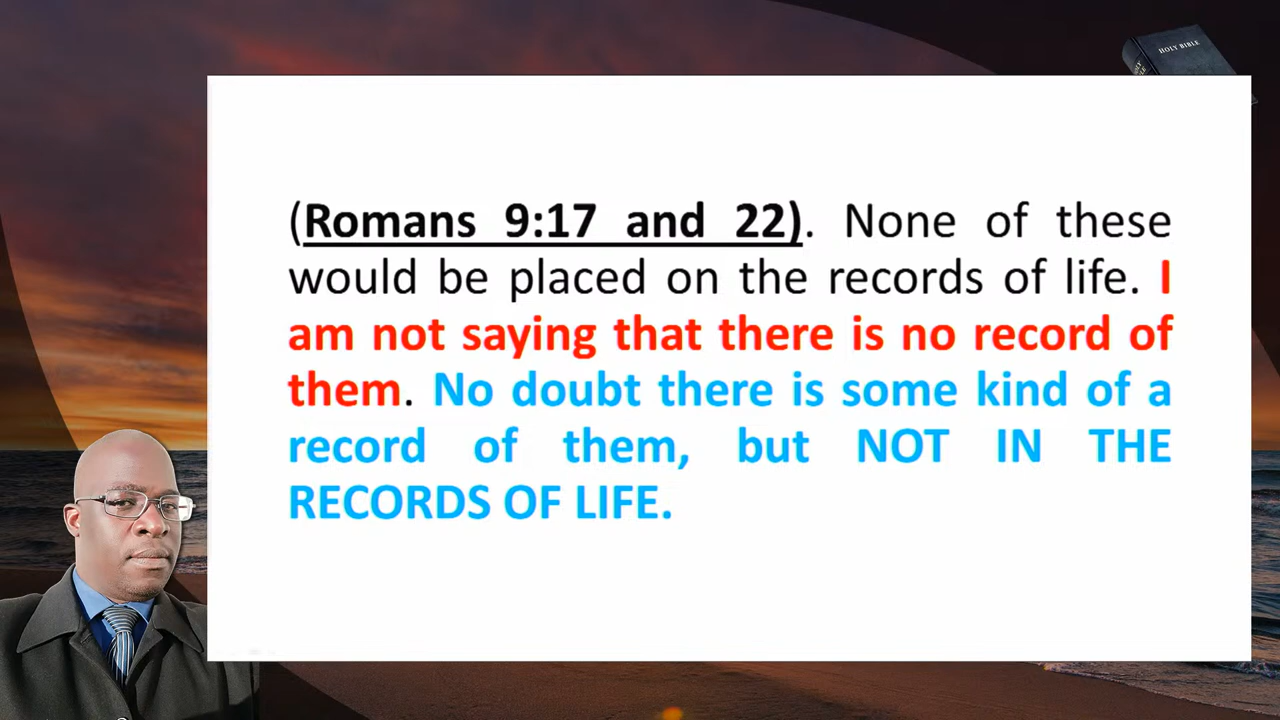 HOLY BIBLE
(Romans 9:17 and 22). None of these
would be placed on the records of life. I
am not saying that there is no record of
them. No doubt there is some kind of a
record of them, but NOT IN THE
RECORDS OF LIFE.